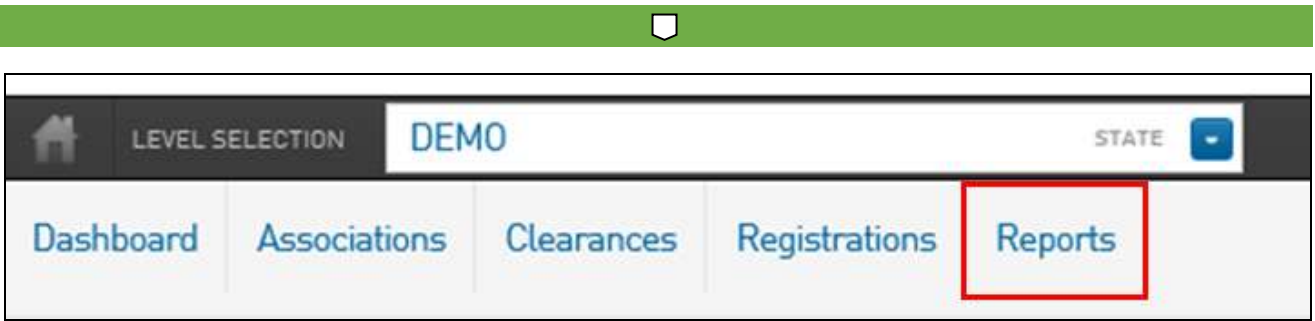 LEVEL SELECTION DEMO STATE
Dashboard Associations Clearances Registrations Reports